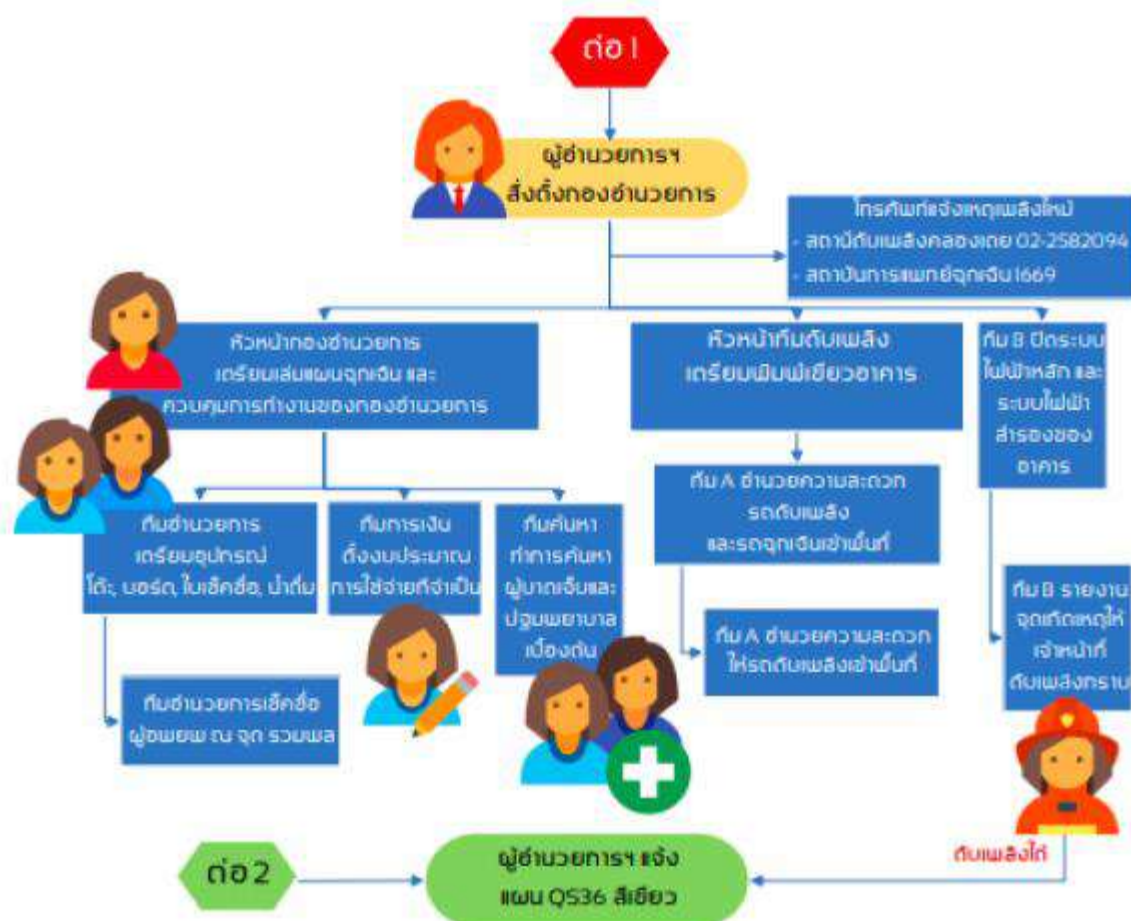 ต่อ 1
ผู้อำนวยการฯ
สั่งตั้งกองอำนวยการ
โทรศัพท์แจ้งเหตุเพลิงไหม้
- สถานีดับเพลิงคลองเตย 02-2582094
- สถาบันการแพทย์ฉุกเฉิน 1669
หัวหน้ากองอำนวยการ
เตรียมเล่มแผนฉุกเฉิน และ
ควบคุมการทำงานของกองอำนวยการ
หัวหน้าทีมดับเพลิง
เตรียมพิมพ์เขียวอาคาร
ทีม B ปิดระบบ
ไฟฟ้าหลัก และ
ระบบไฟฟ้า
สำรองของ
อาคาร
ทีมอำนวยการ
เตรียมอุปกรณ์
โต๊ะ, บอร์ด, ใบเช็คชื่อ, น้ำดื่ม
ทีมการเงิน
ตั้งงบประมาณ
การใช้จ่ายที่จำเป็น
ทีมค้นหา
ทำการค้นหา
ผู้บาดเจ็บและ
ปฐมพยาบาล
เบื้องต้น
ทีม A อำนวยความสะดวก
รถดับเพลิง
และรถฉุกเฉินเข้าพื้นที่
ทีมอำนวยการเช็คชื่อ
ผู้อพยพ ณ จุด รวมพล
ทีม A อำนวยความสะดวก
ให้รถดับเพลิงเข้าพื้นที่
ทีม B รายงาน
จุดเกิดเหตุให้
เจ้าหน้าที่
ดับเพลิงทราบ
ดับเพลิงได้
ต่อ 2
ผู้อำนวยการฯ แจ้ง
แผน QS36 สีเขียว